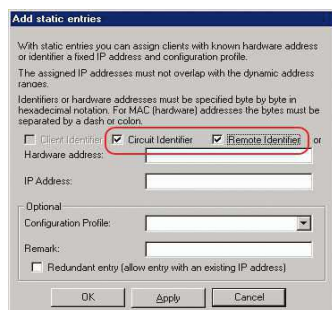 Add static entries
With static entries you can assign clients with known hardware address
or identifier a fixed IP address and configuration profile.
The assigned IP addresses must not overlap with the dynamic address
ranges.
Identifiers or hardware addresses must be specified byte by byte in
hexadecimal notation. For MAC (hardware) addresses the bytes must be
separated by a dash or colon.
Client Identifier Circuit Identifier Remote Identifier or
Hardware address:
IP Address:
Optional
Configuration Profile:
Remark:
Redundant entry (allow entry with an existing IP address)
OK Apply Cancel